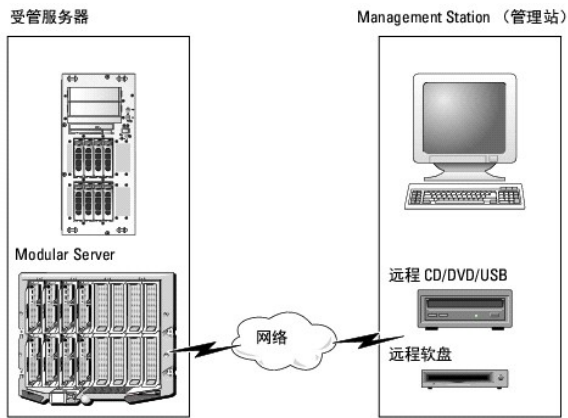 受管服务器
Management Station （管理站）
Modular Server
远程 CD/DVD/USB
网络
远程软盘